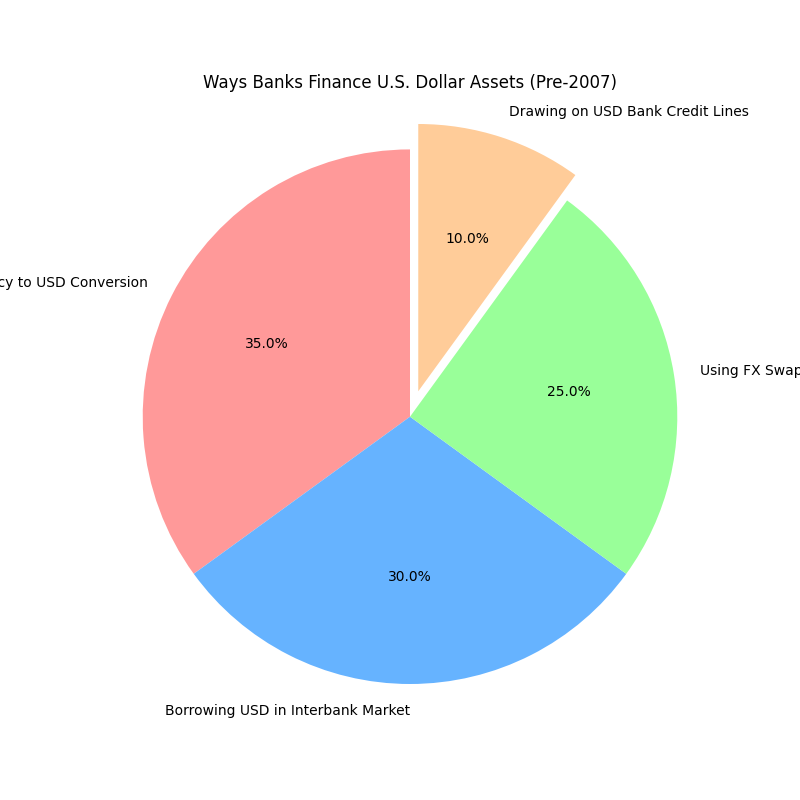 Ways Banks Finance U.S. Dollar Assets (Pre-2007)
Drawing on USD Bank Credit Lines
10.0%
cy to USD Conversion
35.0%
Using FX Swap
25.0%
30.0%
Borrowing USD in Interbank Market